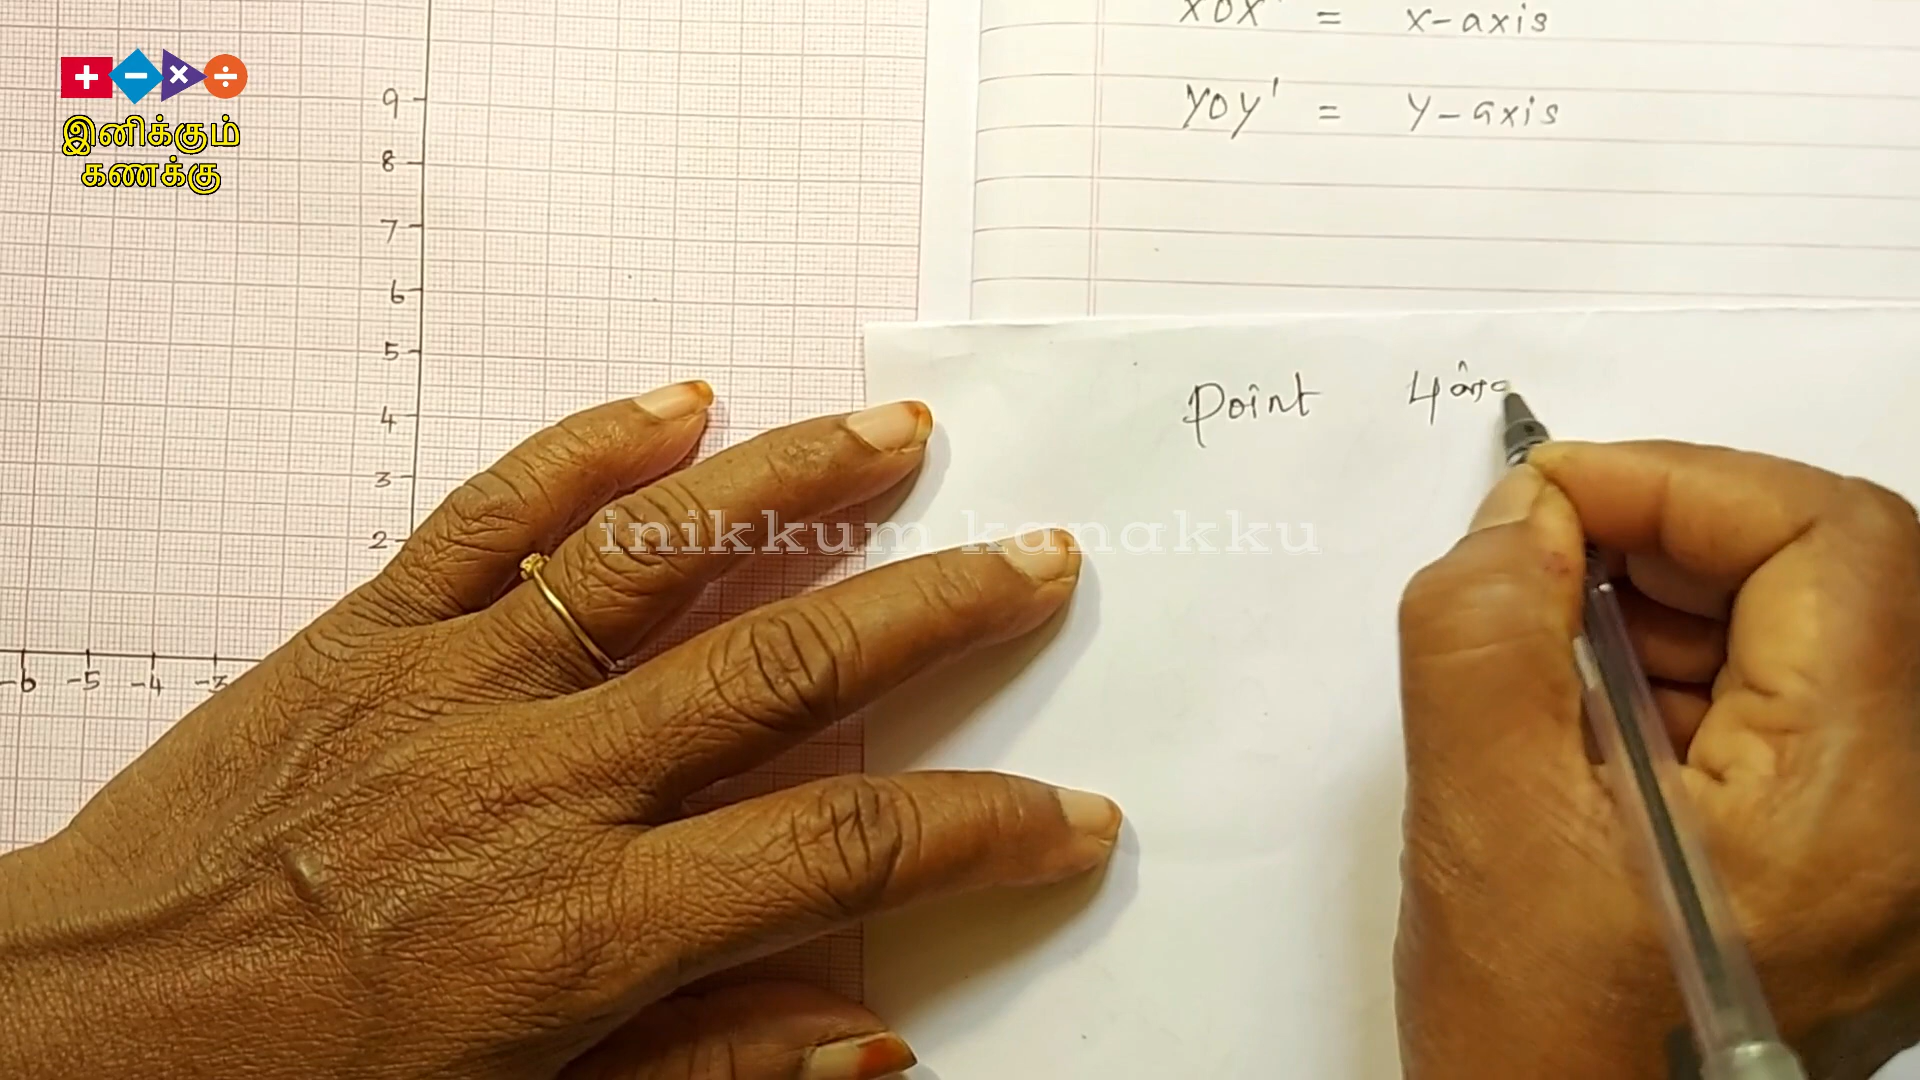 இனிக்கும்
கணக்கு
9
8
7
6
5
4
3
2
-6 -5 -4 -3
XOX' = x-axis
YOY' = y-axis
point
inikkum kanakku